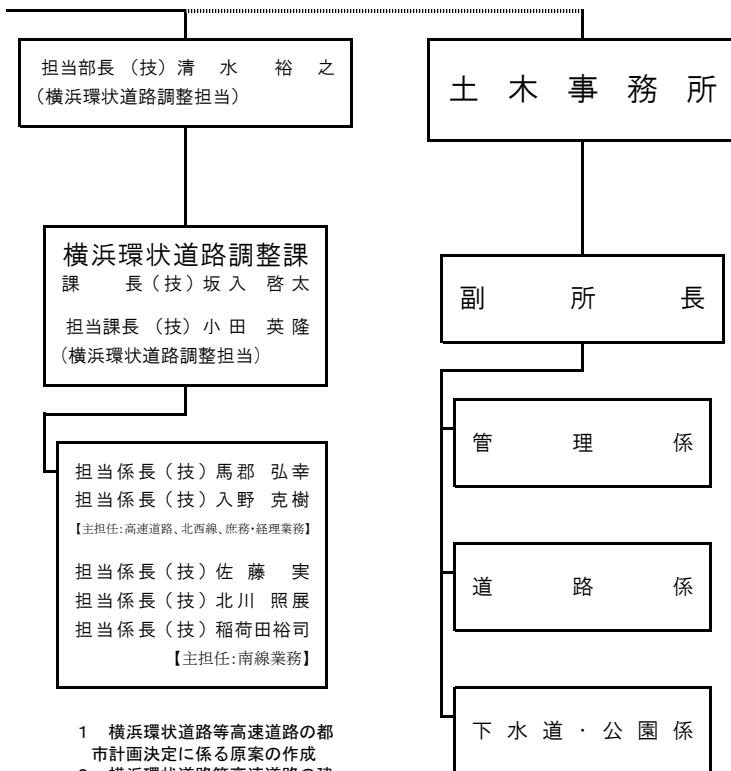 担当部長 （技） 清水 裕之
（横浜環状道路調整担当）
横浜環状道路調整課
課 長（技） 坂入 啓太
担当課長 （技） 小田 英隆
（横浜環状道路調整担当）
担当係長（技）馬郡 弘幸
担当係長（技）入野 克樹
【主担任：高速道路、北西線、庶務・経理業務】
担当係長（技）佐藤 実
担当係長（技）北川 照展
担当係長（技）稲荷田裕司
【主担任：南線業務】
1 横浜環状道路等高速道路の都
市計画決定に係る原案の作成
土木事務所
副所長
管理係
道路係
下水道・公園係